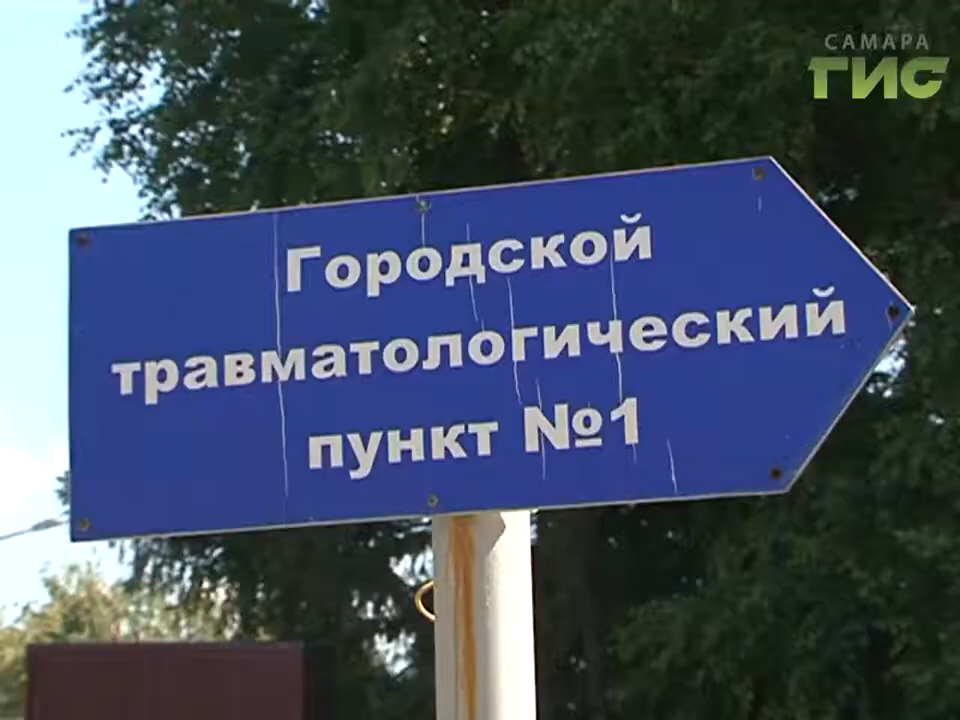 САМАРА
ГИС
Городской
травматологический
пункт №1